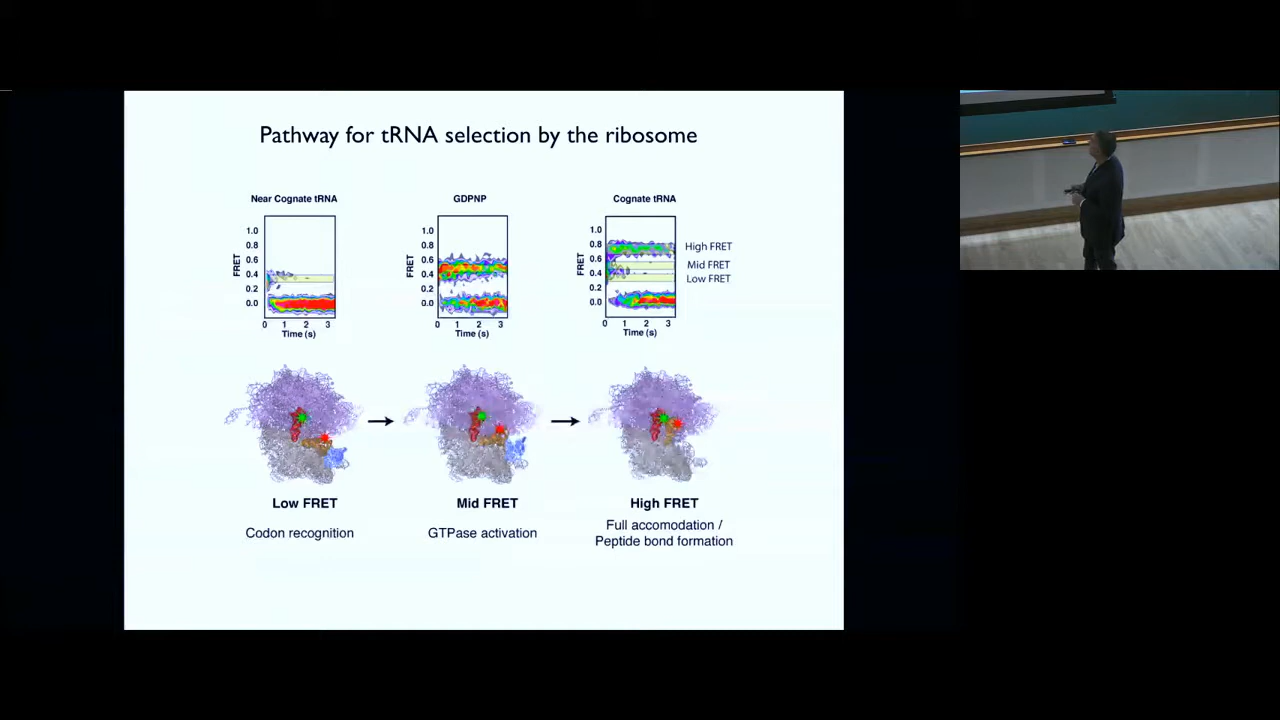 Pathway for tRNA selection by the ribosome
Near Cognate tRNA
GDPNP
Cognate tRNA
FRET
1.0
0.8
0.6
0.4
0.2
0.0
0 1 2 3
Time (s)
FRET
1.0
0.8
0.6
0.4
0.2
0.0
0 1 2 3
Time (s)
FRET
1.0
0.8
0.6
0.4
0.2
0.0
0 1 2 3
Time (s)
High FRET
Mid FRET
Low FRET
Low FRET
Mid FRET
High FRET
Codon recognition
GTPase activation
Full accomodation /
Peptide bond formation